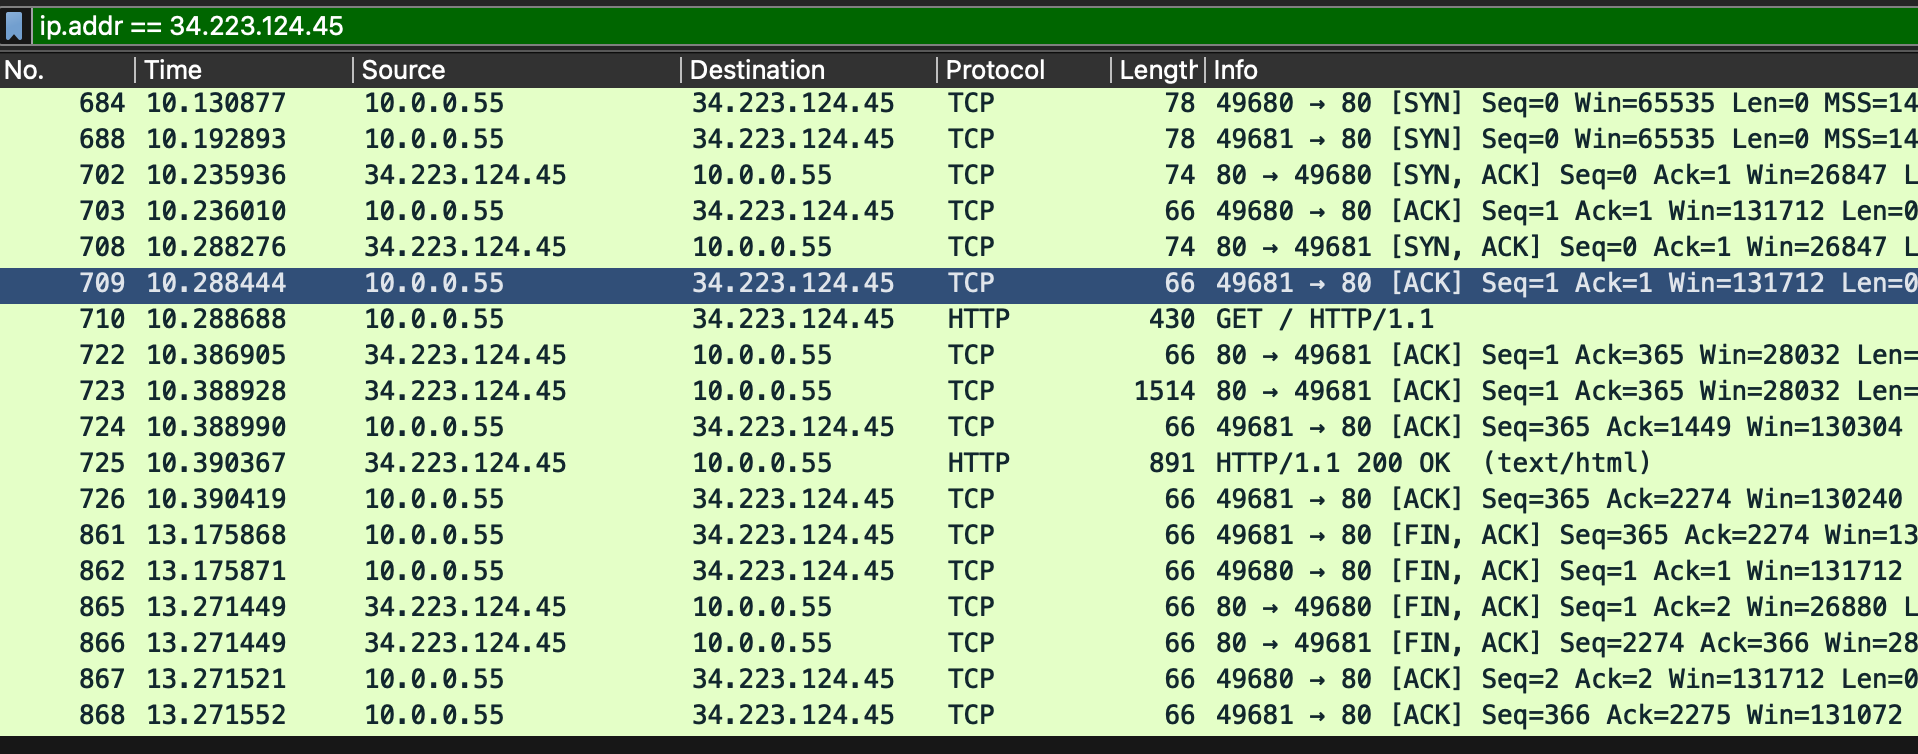 ip.addr == 34.223.124.45
No. Time Source Destination Protocol Length Info
684 10.130877 10.0.0.55 34.223.124.45 TCP 78 49680 → 80 [SYN] Seq=0 Win=65535 Len=0 MSS=14
688 10.192893 10.0.0.55 34.223.124.45 TCP 78 49681 → 80 [SYN] Seq=0 Win=65535 Len=0 MSS=14
702 10.235936 34.223.124.45 10.0.0.55 TCP 74 80 → 49680 [SYN, ACK] Seq=0 Ack=1 Win=26847 L
703 10.236010 10.0.0.55 34.223.124.45 TCP 66 49680 → 80 [ACK] Seq=1 Ack=1 Win=131712 Len=0
708 10.288276 34.223.124.45 10.0.0.55 TCP 74 80 → 49681 [SYN, ACK] Seq=0 Ack=1 Win=26847 L
709 10.288444 10.0.0.55 34.223.124.45 TCP 66 49681 → 80 [ACK] Seq=1 Ack=1 Win=131712 Len=0
710 10.288688 10.0.0.55 34.223.124.45 HTTP 430 GET / HTTP/1.1
722 10.386905 34.223.124.45 10.0.0.55 TCP 66 80 → 49681 [ACK] Seq=1 Ack=365 Win=28032 Len=
723 10.388928 34.223.124.45 10.0.0.55 TCP 1514 80 → 49681 [ACK] Seq=1 Ack=365 Win=28032 Len=
724 10.388990 10.0.0.55 34.223.124.45 TCP 66 49681 → 80 [ACK] Seq=365 Ack=1449 Win=130304
725 10.390367 34.223.124.45 10.0.0.55 HTTP 891 HTTP/1.1 200 OK (text/html)
726 10.390419 10.0.0.55 34.223.124.45 TCP 66 49681 → 80 [ACK] Seq=365 Ack=2274 Win=130240
861 13.175868 10.0.0.55 34.223.124.45 TCP 66 49681 → 80 [FIN, ACK] Seq=365 Ack=2274 Win=13
862 13.175871 10.0.0.55 34.223.124.45 TCP 66 49680 → 80 [FIN, ACK] Seq=1 Ack=1 Win=131712
865 13.271449 34.223.124.45 10.0.0.55 TCP 66 80 → 49680 [FIN, ACK] Seq=1 Ack=2 Win=26880 L
866 13.271449 34.223.124.45 10.0.0.55 TCP 66 80 → 49681 [FIN, ACK] Seq=2274 Ack=366 Win=28
867 13.271521 10.0.0.55 34.223.124.45 TCP 66 49680 → 80 [ACK] Seq=2 Ack=2 Win=131712 Len=0
868 13.271552 10.0.0.55 34.223.124.45 TCP 66 49681 → 80 [ACK] Seq=366 Ack=2275 Win=131072